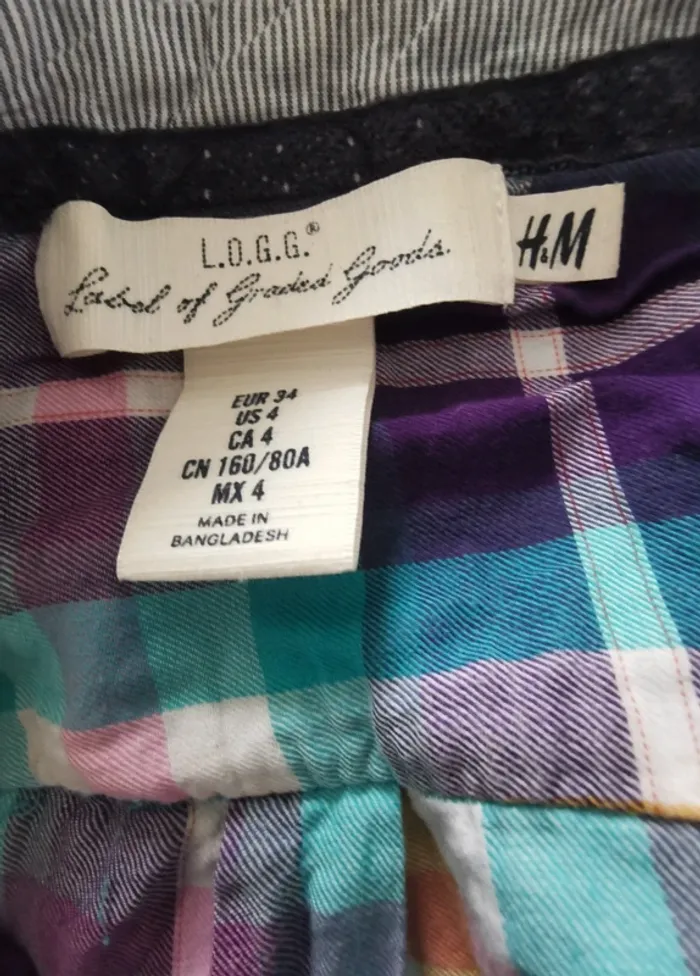 L.O.G.G.®
Label of Graded Goods.
H&M
EUR 34
US 4
CA 4
CN 160/80A
MX 4
MADE IN
BANGLADESH